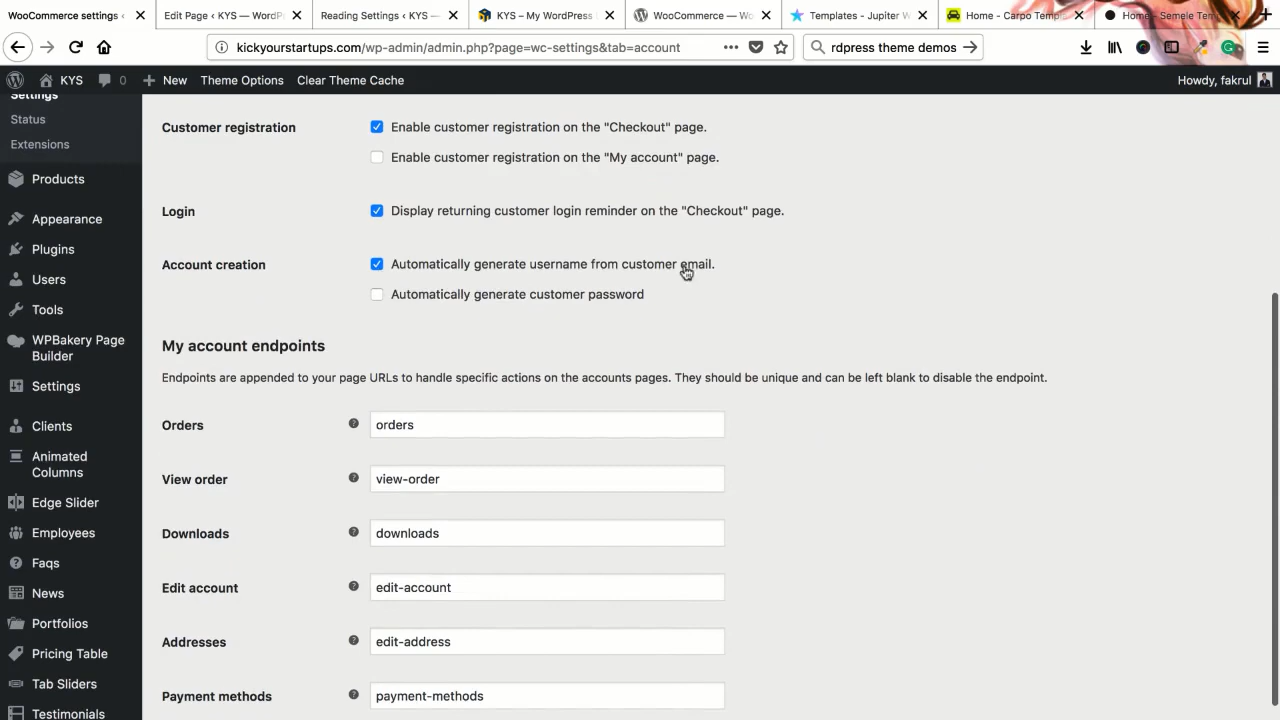 WooCommerce settings ‹
Edit Page ‹ KYS — WordP
Reading Settings ‹ KYS —
KYS – My WordPress
WooCommerce — Wo
Templates - Jupiter W
Home - Carpo Temp
Home - Semele Tem
kickyourstartups.com/wp-admin/admin.php?page=wc-settings&tab=account
rdpress theme demos
KYS
0
New
Theme Options
Clear Theme Cache
Howdy, fakrul
Settings
Status
Extensions
Products
Appearance
Plugins
Users
Tools
WPBakery Page
Builder
Settings
Clients
Animated
Columns
Edge Slider
Employees
Faqs
News
Portfolios
Pricing Table
Tab Sliders
Testimonials
Customer registration
Enable customer registration on the "Checkout" page.
Enable customer registration on the "My account" page.
Login
Display returning customer login reminder on the "Checkout" page.
Account creation
Automatically generate username from customer email.
Automatically generate customer password
My account endpoints
Endpoints are appended to your page URLs to handle specific actions on the accounts pages. They should be unique and can be left blank to disable the endpoint.
Orders
orders
View order
view-order
Downloads
downloads
Edit account
edit-account
Addresses
edit-address
Payment methods
payment-methods